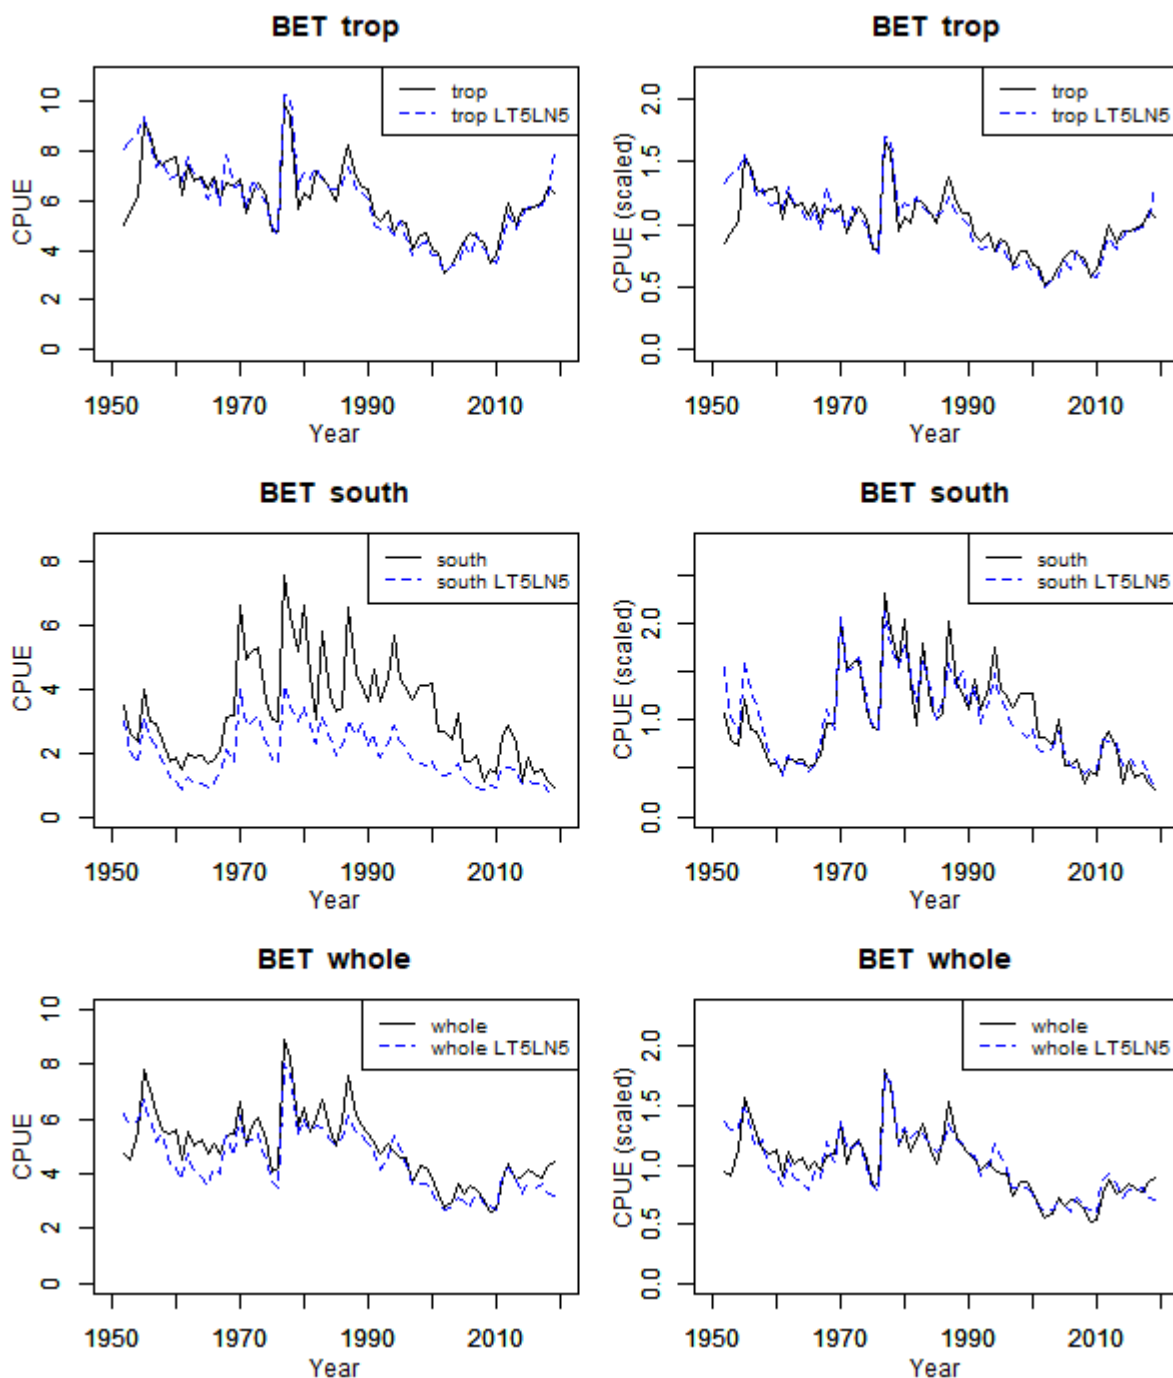 BET trop
trop
trop LT5LN5
CPUE
0 2 4 6 8 10
1950 1970 1990 2010
Year
BET trop
trop
trop LT5LN5
CPUE (scaled)
0.0 0.5 1.0 1.5 2.0
1950 1970 1990 2010
Year
BET south
south
south LT5LN5
CPUE
0 2 4 6 8
1950 1970 1990 2010
Year
BET south
south
south LT5LN5
CPUE (scaled)
0.0 1.0 2.0
1950 1970 1990 2010
Year
BET whole
whole
whole LT5LN5
CPUE
0 2 4 6 8 10
1950 1970 1990 2010
Year
BET whole
whole
whole LT5LN5
CPUE (scaled)
0.0 0.5 1.0 1.5 2.0
1950 1970 1990 2010
Year